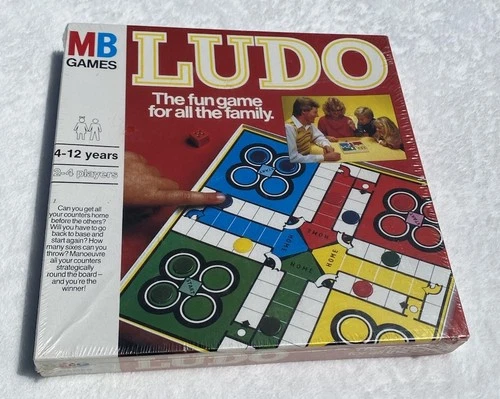 MB
GAMES
LUDO
The fun game
for all the family.
4-12 years
2-4 players
Can you get all
your counters home
before the others?
Will you have to go
back to base and
start again? How
many sixes can you
throw? Manoeuvre
all your counters
strategically
round the board –
and you're the
winner!
HOME
HOME
HOME
HOME
START
LUDO